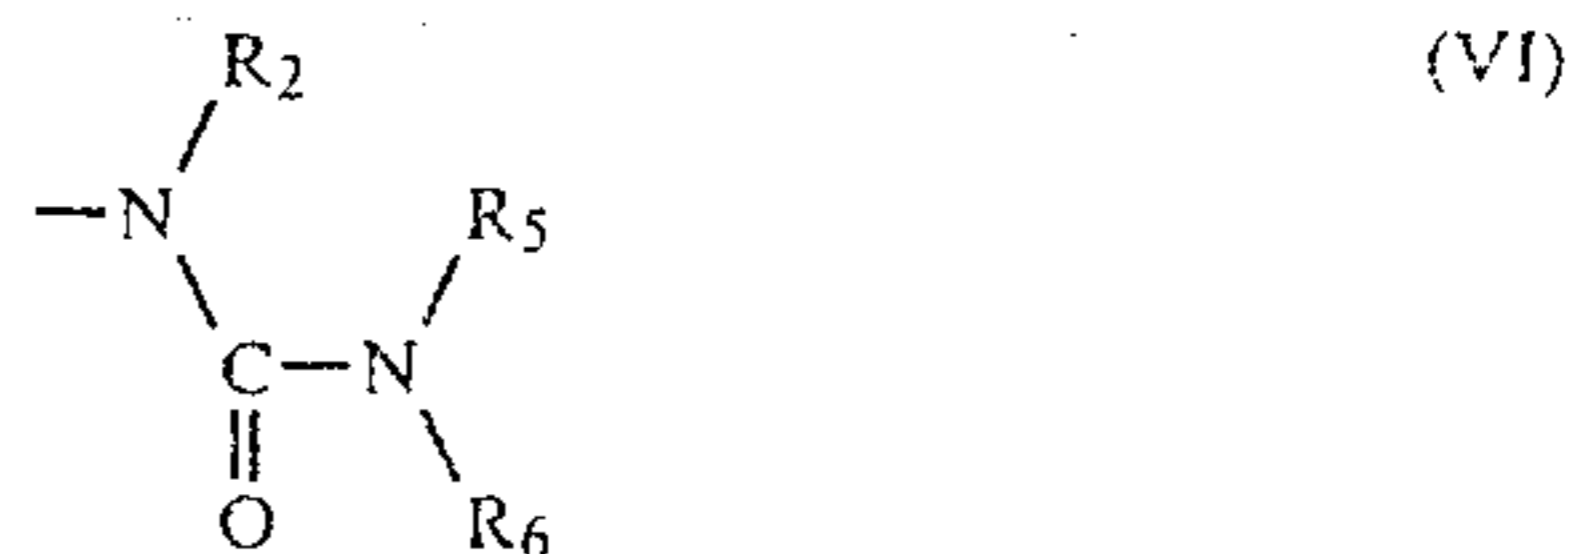 R2 (VI)
—N R5
C—N
O R6